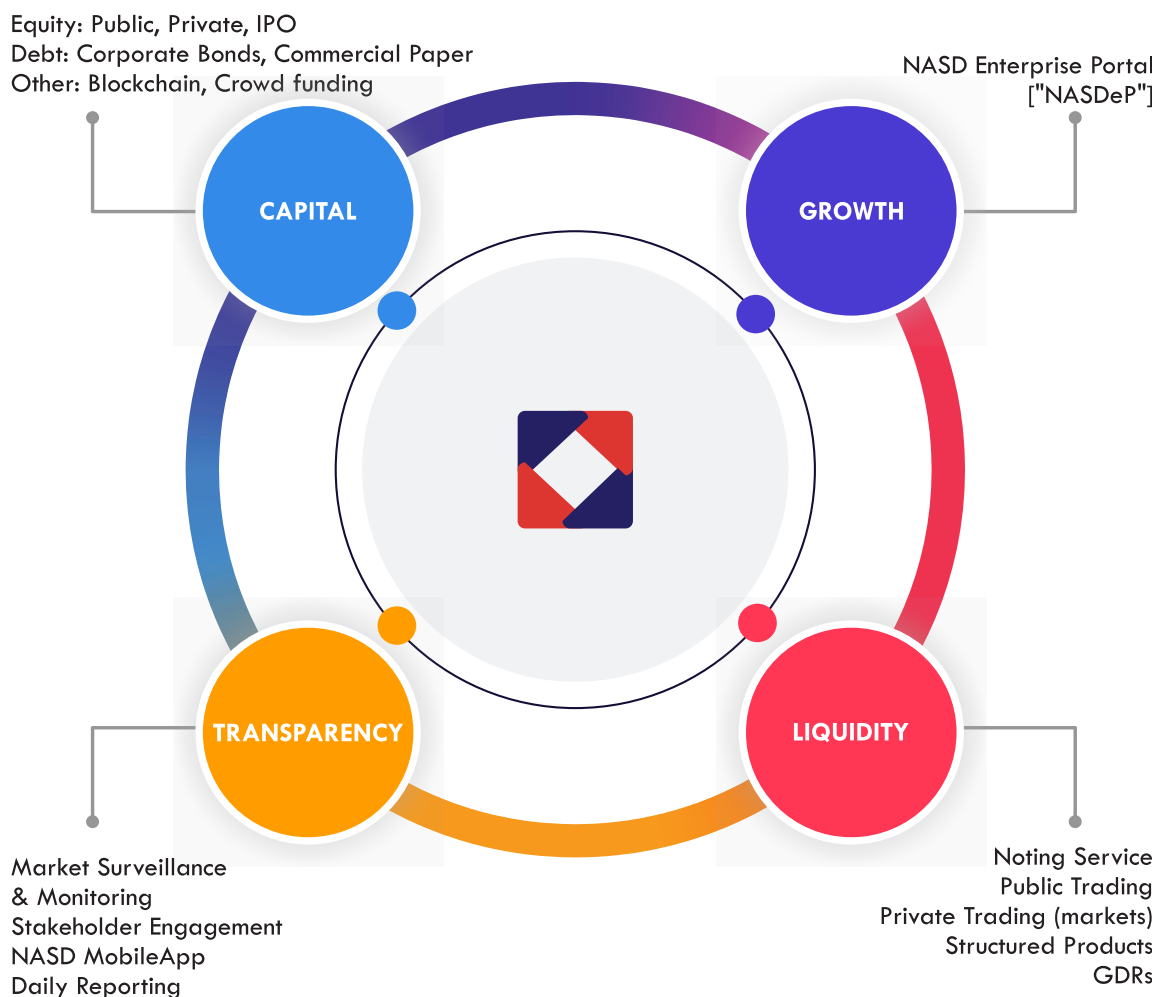 Equity: Public, Private, IPO
Debt: Corporate Bonds, Commercial Paper
Other: Blockchain, Crowd funding
NASD Enterprise Portal
["NASDeP"]
CAPITAL
GROWTH
TRANSPARENCY
LIQUIDITY
Market Surveillance
& Monitoring
Stakeholder Engagement
NASD MobileApp
Daily Reporting
Noting Service
Public Trading
Private Trading (markets)
Structured Products
GDRs